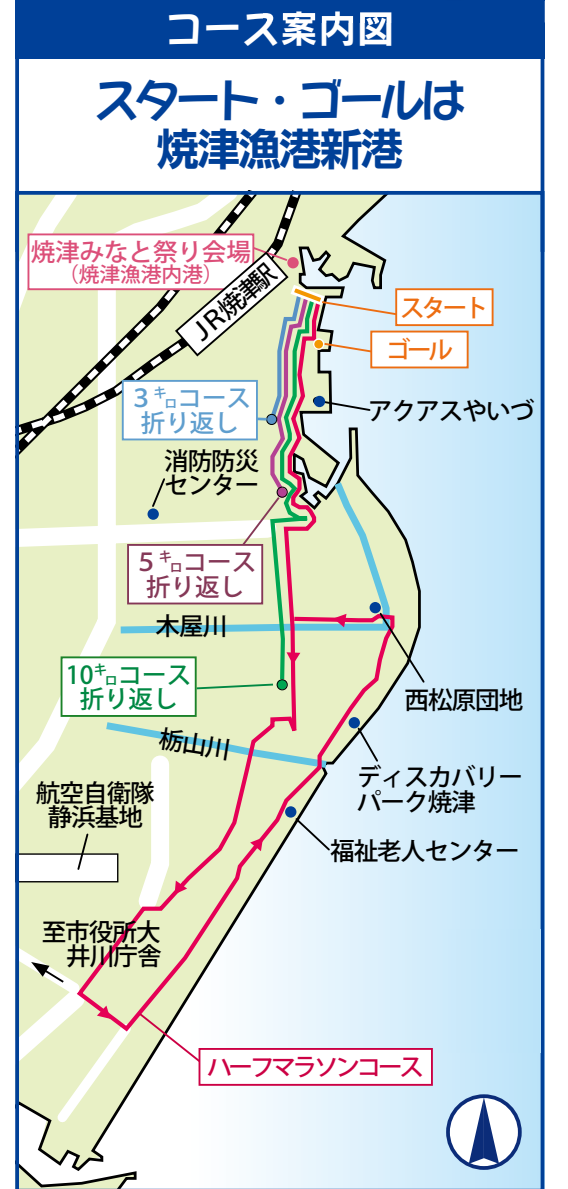 コース案内図
スタート・ゴールは
焼津漁港新港
焼津みなと祭り会場
(焼津漁港内港)
JR焼津駅
スタート
ゴール
3キロコース
折り返し
アクアスやいづ
消防防災
センター
5キロコース
折り返し
木屋川
10キロコース
折り返し
西松原団地
栃山川
ディスカバリー
パーク焼津
航空自衛隊
静浜基地
福祉老人センター
至市役所大
井川庁舎
ハーフマラソンコース